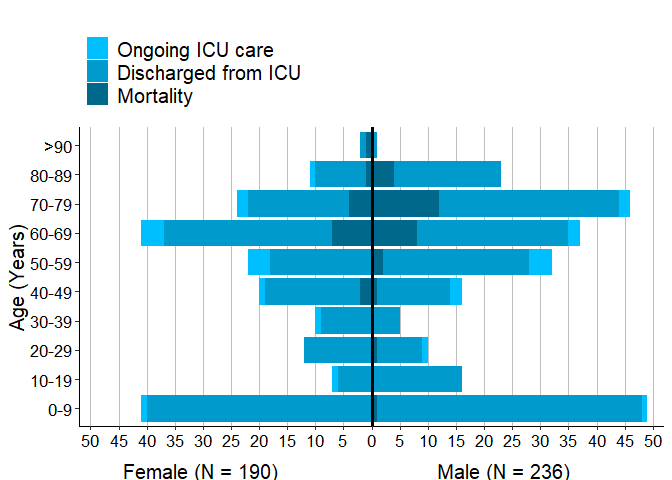 Ongoing ICU care
Discharged from ICU
Mortality
Age (Years)
>90
80-89
70-79
60-69
50-59
40-49
30-39
20-29
10-19
0-9
50 45 40 35 30 25 20 15 10 5 0 5 10 15 20 25 30 35 40 45 50
Female (N = 190) Male (N = 236)